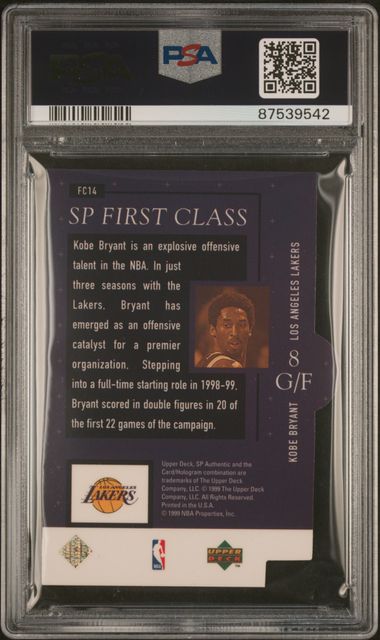 PSA
PSA
87539542
FC14
SP FIRST CLASS
Kobe Bryant is an explosive offensive
talent in the NBA. In just
three seasons with the
Lakers, Bryant has
emerged as an offensive
catalyst for a premier
organization. Stepping
into a full-time starting role in 1998-99,
Bryant scored in double figures in 20 of
the first 22 games of the campaign.
KOBE BRYANT LOS ANGELES LAKERS
8
G/F
LOS ANGELES
LAKERS
Upper Deck, SP Authentic and the
Card/Hologram combination are
trademarks of The Upper Deck
Company, LLC. © 1999 The Upper Deck
Company, LLC. All Rights Reserved.
Printed in the U.S.A.
© 1999 NBA Properties, Inc.
NBA
UPPER
DECK